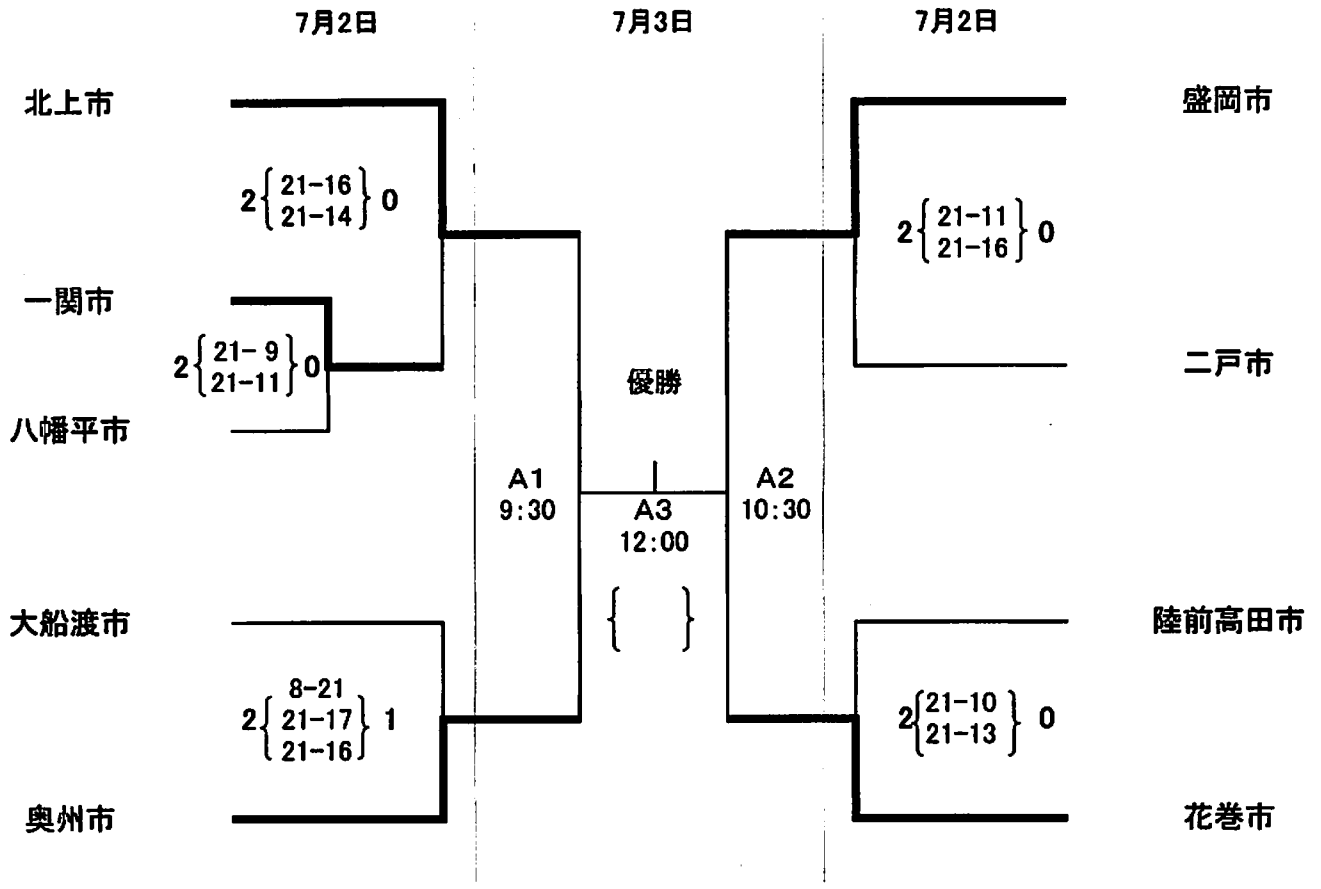 7月2日 7月3日 7月2日
北上市
盛岡市
2{21-16}0
21-14
2{21-11}0
21-16
一関市
2{21- 9}0
21-11
二戸市
優勝
八幡平市
A1
9:30
A2
10:30
A3
12:00
{ }
大船渡市
陸前高田市
8-21
2{21-17}1
21-16
2{21-10}0
21-13
奥州市
花巻市